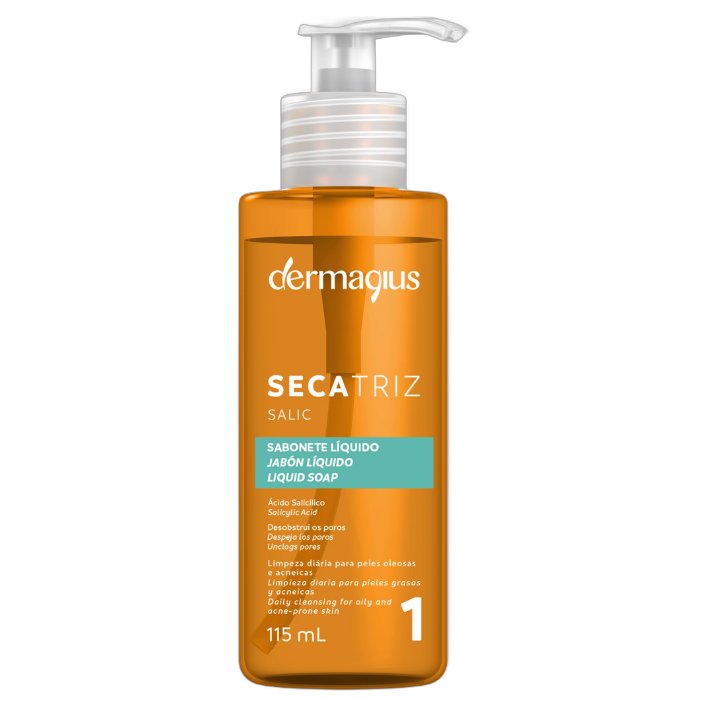 dermagius
SECATRIZ
SALIC
SABONETE LÍQUIDO
JABÓN LÍQUIDO
LIQUID SOAP
Ácido Salicílico
Salicylic Acid
Desobstrui os poros
Despeja los poros
Unclogs pores
Limpeza diária para peles oleosas
e acneicas
Limpieza diaria para pieles grasas
y acneicas
Daily cleansing for oily and
acne-prone skin
115 mL
1